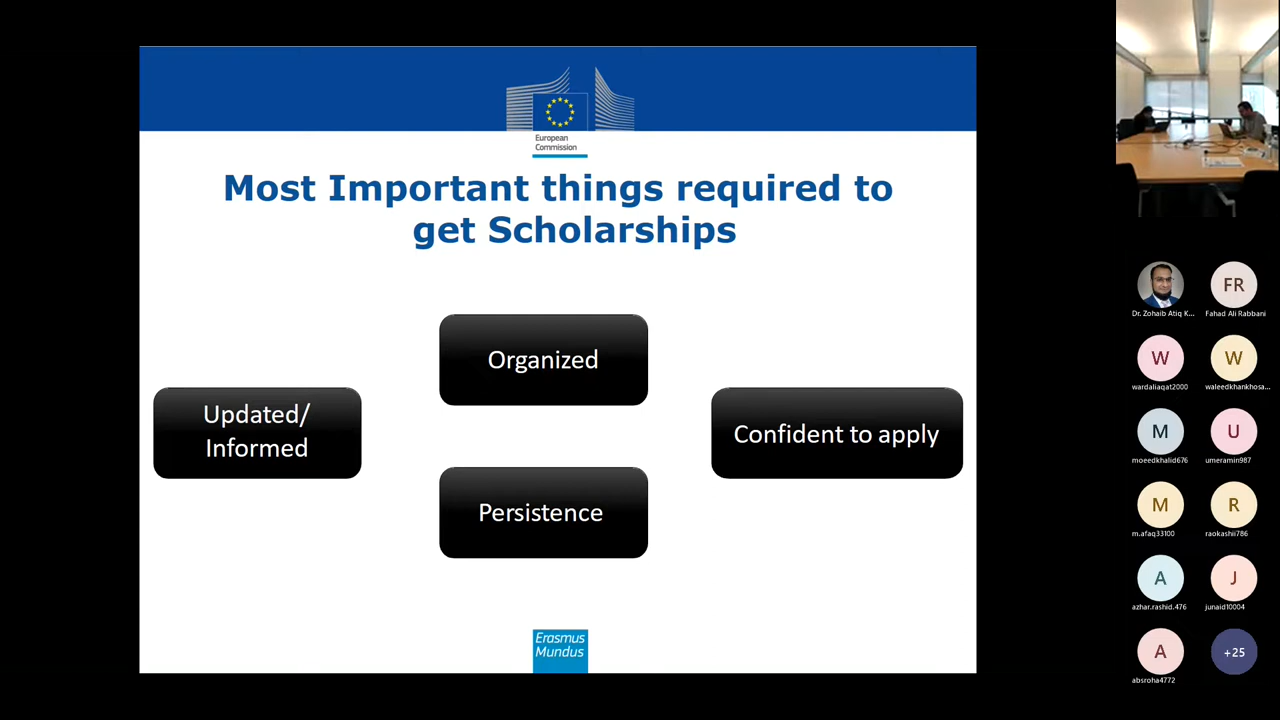 European
Commission
Most Important things required to
get Scholarships
Organized
Updated/
Informed
Confident to apply
Persistence
Erasmus
Mundus
Dr. Zohaib Atiq K...
FR
Fahad Ali Rabbani
W
wardaliaqat2000
W
waleedkhankhosa...
M
moeedkhalid676
U
umeramin987
M
m.afaq33100
R
raokashii786
A
azhar.rashid.476
J
junaid10004
A
absroha4772
+25